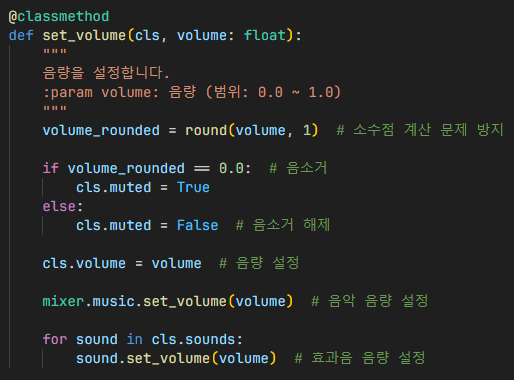 @classmethod
def set_volume(cls, volume: float):
    """
    음량을 설정합니다.
    :param volume: 음량 (범위: 0.0 ~ 1.0)
    """
    volume_rounded = round(volume, 1)  # 소수점 계산 문제 방지
    if volume_rounded == 0.0:  # 음소거
        cls.muted = True
    else:
        cls.muted = False  # 음소거 해제
    cls.volume = volume  # 음량 설정
    mixer.music.set_volume(volume)  # 음악 음량 설정
    for sound in cls.sounds:
        sound.set_volume(volume)  # 효과음 음량 설정